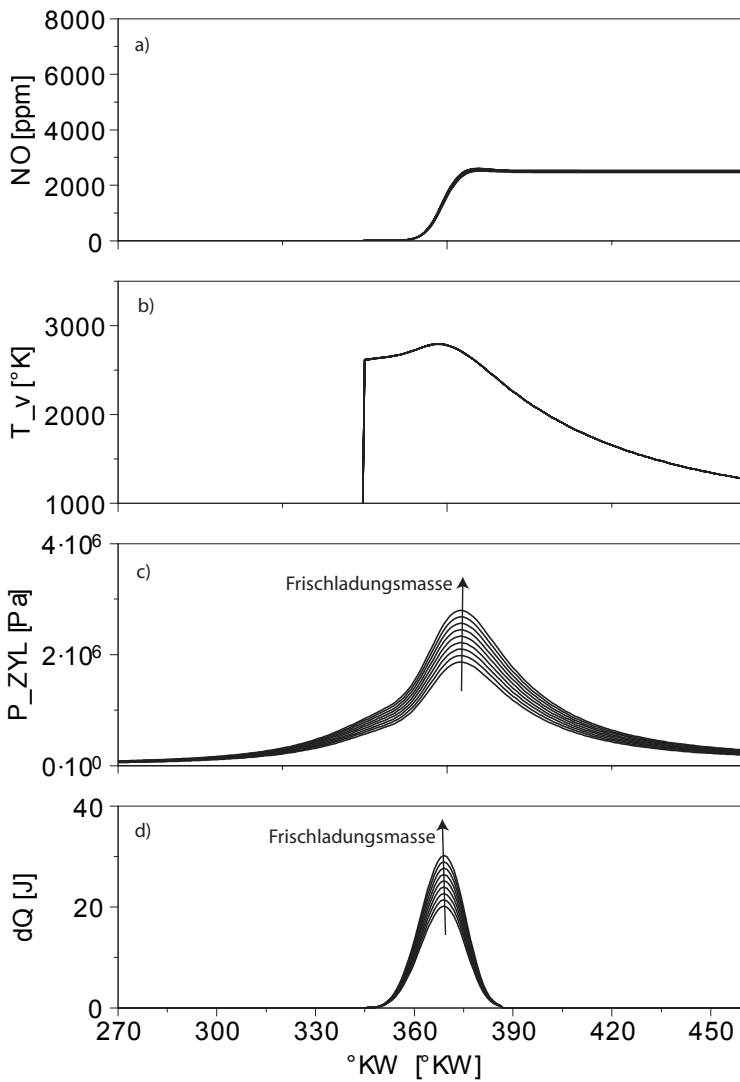 8000
a)
6000
4000
2000
0
NO [ppm]
b)
3000
2000
1000
T_v [°K]
4·10⁶
c)
Frischladungsmasse
2·10⁶
0·10⁰
P_ZYL [Pa]
40
d)
Frischladungsmasse
20
0
dQ [J]
270 300 330 360 390 420 450
°KW [°KW]